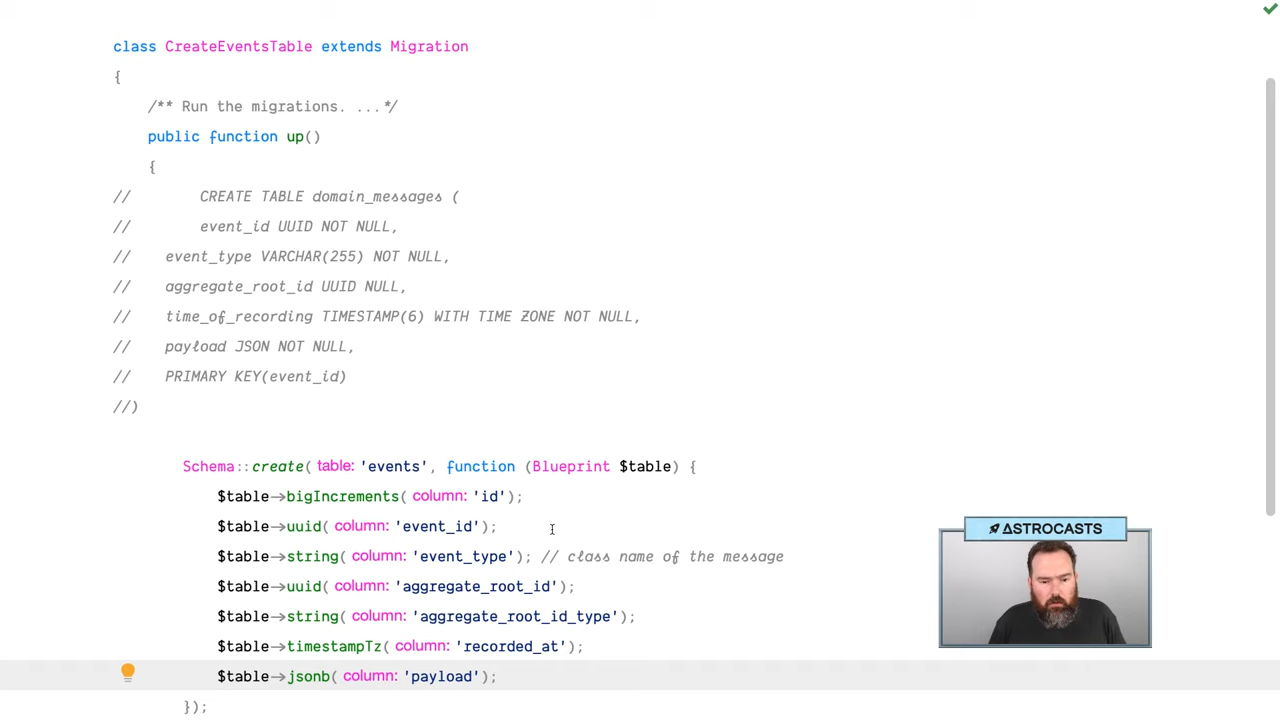 class CreateEventsTable extends Migration
{
/** Run the migrations. ...*/
public function up()
{
// CREATE TABLE domain_messages (
// event_id UUID NOT NULL,
// event_type VARCHAR(255) NOT NULL,
// aggregate_root_id UUID NULL,
// time_of_recording TIMESTAMP(6) WITH TIME ZONE NOT NULL,
// payload JSON NOT NULL,
// PRIMARY KEY(event_id)
//)
Schema::create( table: 'events', function (Blueprint $table) {
$table->bigIncrements( column: 'id');
$table->uuid( column: 'event_id');
$table->string( column: 'event_type'); // class name of the message
$table->uuid( column: 'aggregate_root_id');
$table->string( column: 'aggregate_root_id_type');
$table->timestampTz( column: 'recorded_at');
$table->jsonb( column: 'payload');
});
ASTROCASTS